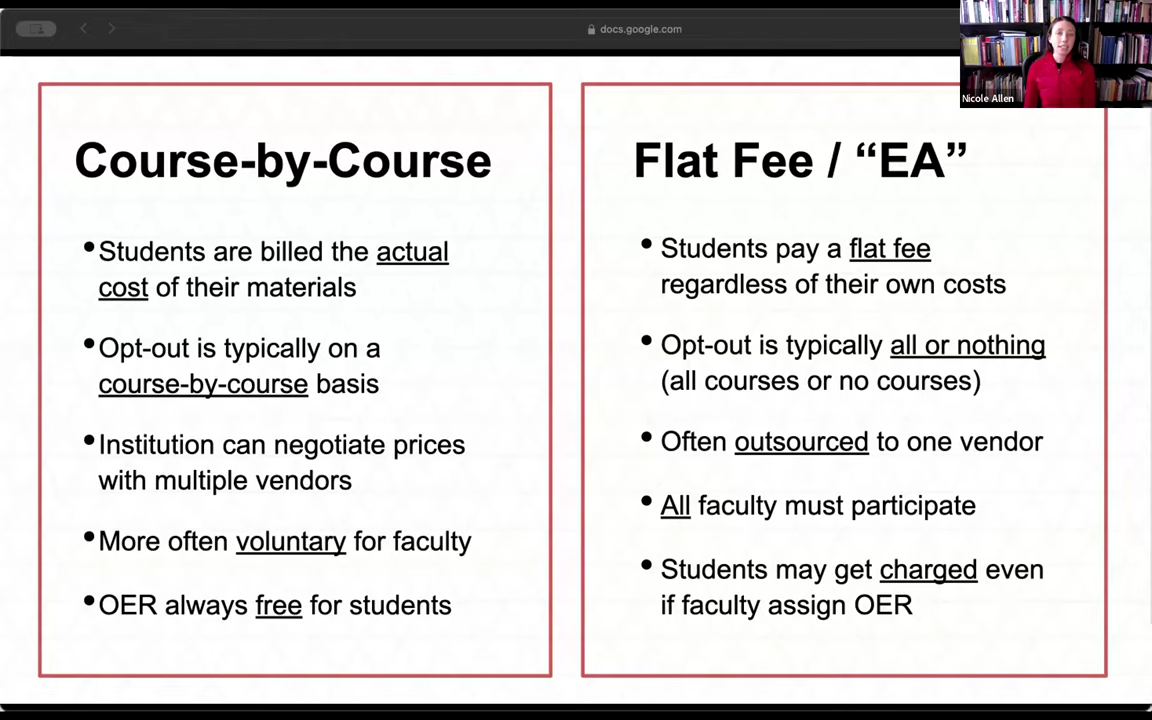 docs.google.com
Nicole Allen
Course-by-Course
•Students are billed the actual
cost of their materials
•Opt-out is typically on a
course-by-course basis
•Institution can negotiate prices
with multiple vendors
•More often voluntary for faculty
•OER always free for students
Flat Fee / “EA”
•Students pay a flat fee
regardless of their own costs
•Opt-out is typically all or nothing
(all courses or no courses)
•Often outsourced to one vendor
•All faculty must participate
•Students may get charged even
if faculty assign OER